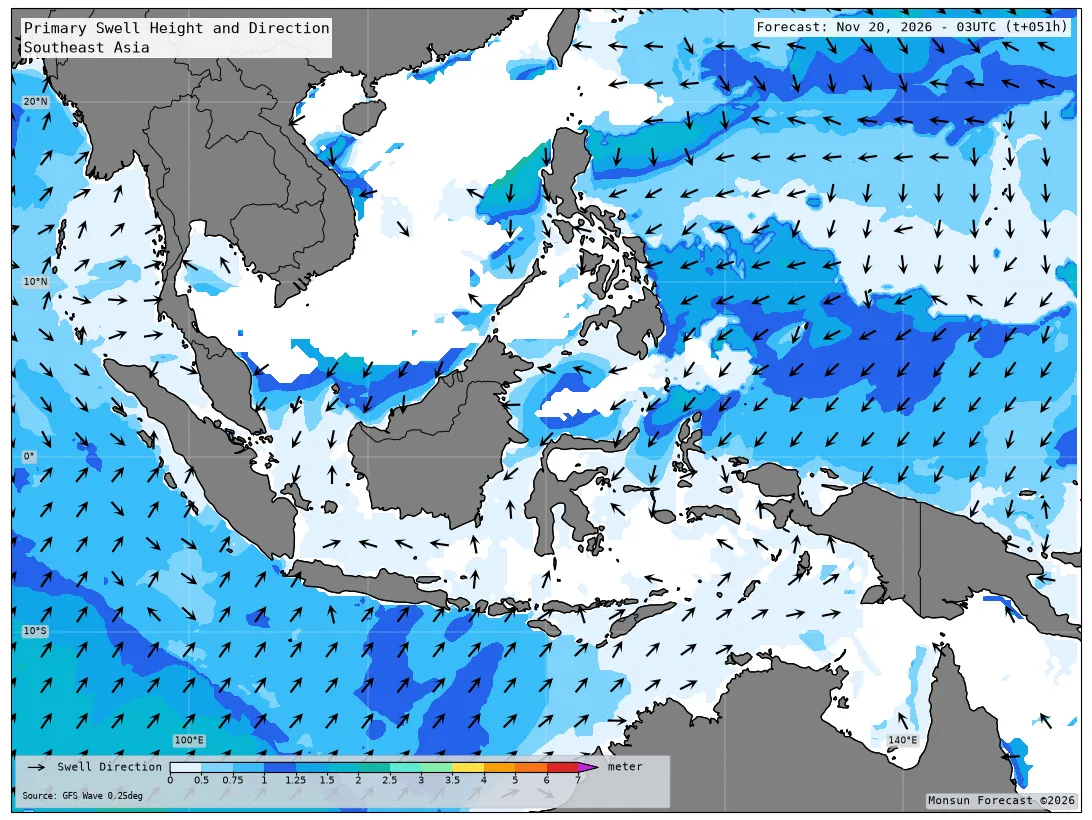 Primary Swell Height and Direction
Southeast Asia
Forecast: Nov 20, 2026 - 03UTC (t+051h)
20°N
10°N
0°
10°S
100°E
140°E
Swell Direction
0 0.5 0.75 1 1.25 1.5 2 2.5 3 3.5 4 5 6 7
meter
Source: GFS Wave 0.25deg
Monsun Forecast ©2026